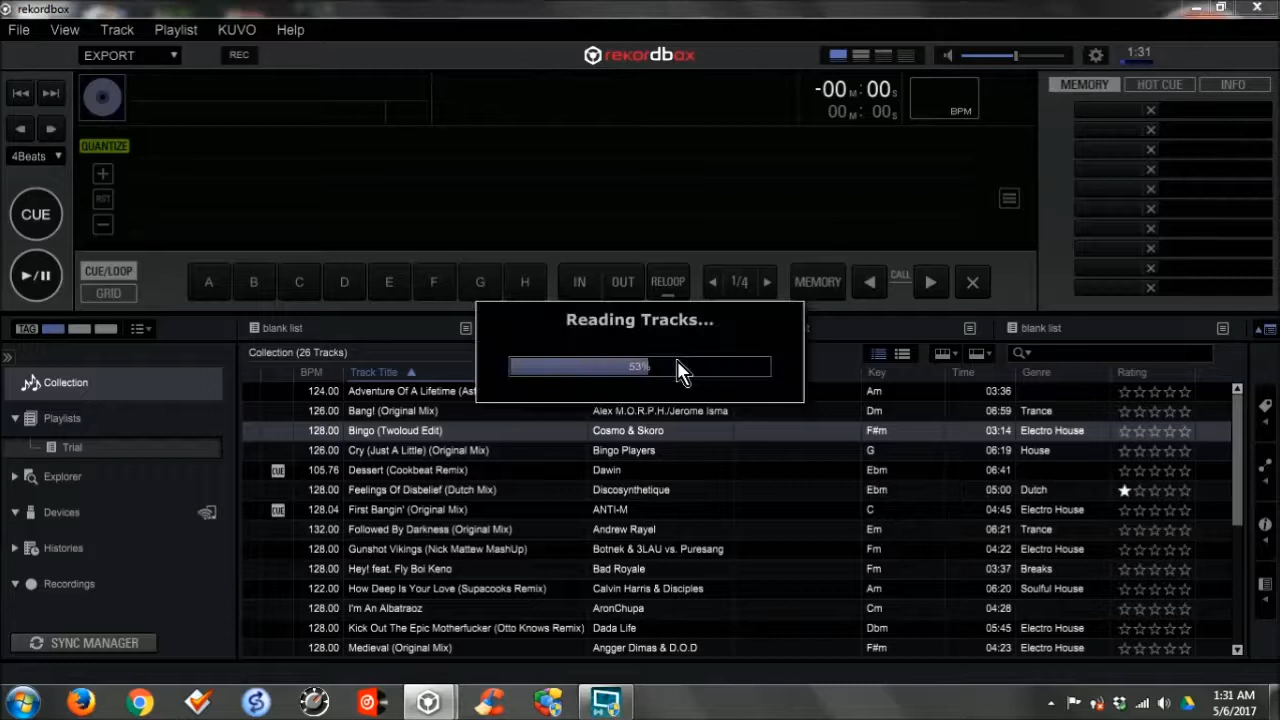 rekordbox
File View Track Playlist KUVO Help
EXPORT REC rekordbox 1:31
-00 M: 00 S
00 M: 00 S
BPM
MEMORY HOT CUE INFO
QUANTIZE
4Beats
RST
CUE
CUE/LOOP
GRID
A B C D E F G H IN OUT RELOOP 1/4 MEMORY CALL
Reading Tracks...
53%
TAG blank list blank list
Collection (26 Tracks)
BPM Track Title Key Time Genre Rating
Collection
Playlists
Trial
Explorer
Devices
Histories
Recordings
SYNC MANAGER
124.00 Adventure Of A Lifetime (Ast Am 03:36
126.00 Bang! (Original Mix) Alex M.O.R.P.H./Jerome Isma Dm 06:59 Trance
128.00 Bingo (Twoloud Edit) Cosmo & Skoro F#m 03:14 Electro House
126.00 Cry (Just A Little) (Original Mix) Bingo Players G 06:19 House
CUE 105.76 Dessert (Cookbeat Remix) Dawin Ebm 06:41
128.00 Feelings Of Disbelief (Dutch Mix) Discosynthetique Ebm 05:00 Dutch
CUE 128.04 First Bangin' (Original Mix) ANTI-M C 04:45 Electro House
132.00 Followed By Darkness (Original Mix) Andrew Rayel Em 06:21 Trance
128.00 Gunshot Vikings (Nick Mattew MashUp) Botnek & 3LAU vs. Puresang Fm 04:22 Electro House
128.00 Hey! feat. Fly Boi Keno Bad Royale Fm 03:37 Breaks
122.00 How Deep Is Your Love (Supacooks Remix) Calvin Harris & Disciples Am 06:20 Soulful House
128.00 I'm An Albatraoz AronChupa Cm 04:28
128.00 Kick Out The Epic Motherfucker (Otto Knows Remix) Dada Life Dbm 05:45 Electro House
128.00 Medieval (Original Mix) Angger Dimas & D.O.D F#m 04:23 Electro House
1:31 AM
5/6/2017